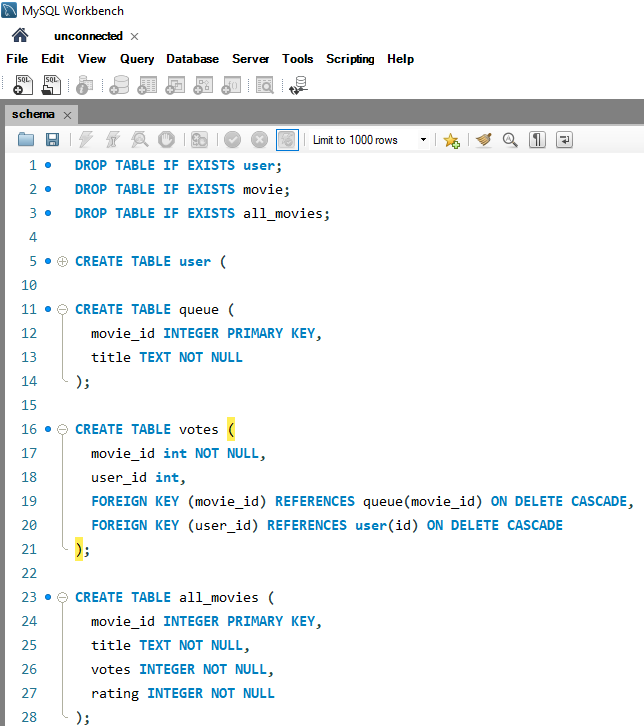 MySQL Workbench
unconnected
File Edit View Query Database Server Tools Scripting Help
SQL SQL
schema
Limit to 1000 rows
1 DROP TABLE IF EXISTS user;
2 DROP TABLE IF EXISTS movie;
3 DROP TABLE IF EXISTS all_movies;
4
5 CREATE TABLE user (
10
11 CREATE TABLE queue (
12 movie_id INTEGER PRIMARY KEY,
13 title TEXT NOT NULL
14 );
15
16 CREATE TABLE votes (
17 movie_id int NOT NULL,
18 user_id int,
19 FOREIGN KEY (movie_id) REFERENCES queue(movie_id) ON DELETE CASCADE,
20 FOREIGN KEY (user_id) REFERENCES user(id) ON DELETE CASCADE
21 );
22
23 CREATE TABLE all_movies (
24 movie_id INTEGER PRIMARY KEY,
25 title TEXT NOT NULL,
26 votes INTEGER NOT NULL,
27 rating INTEGER NOT NULL
28 );